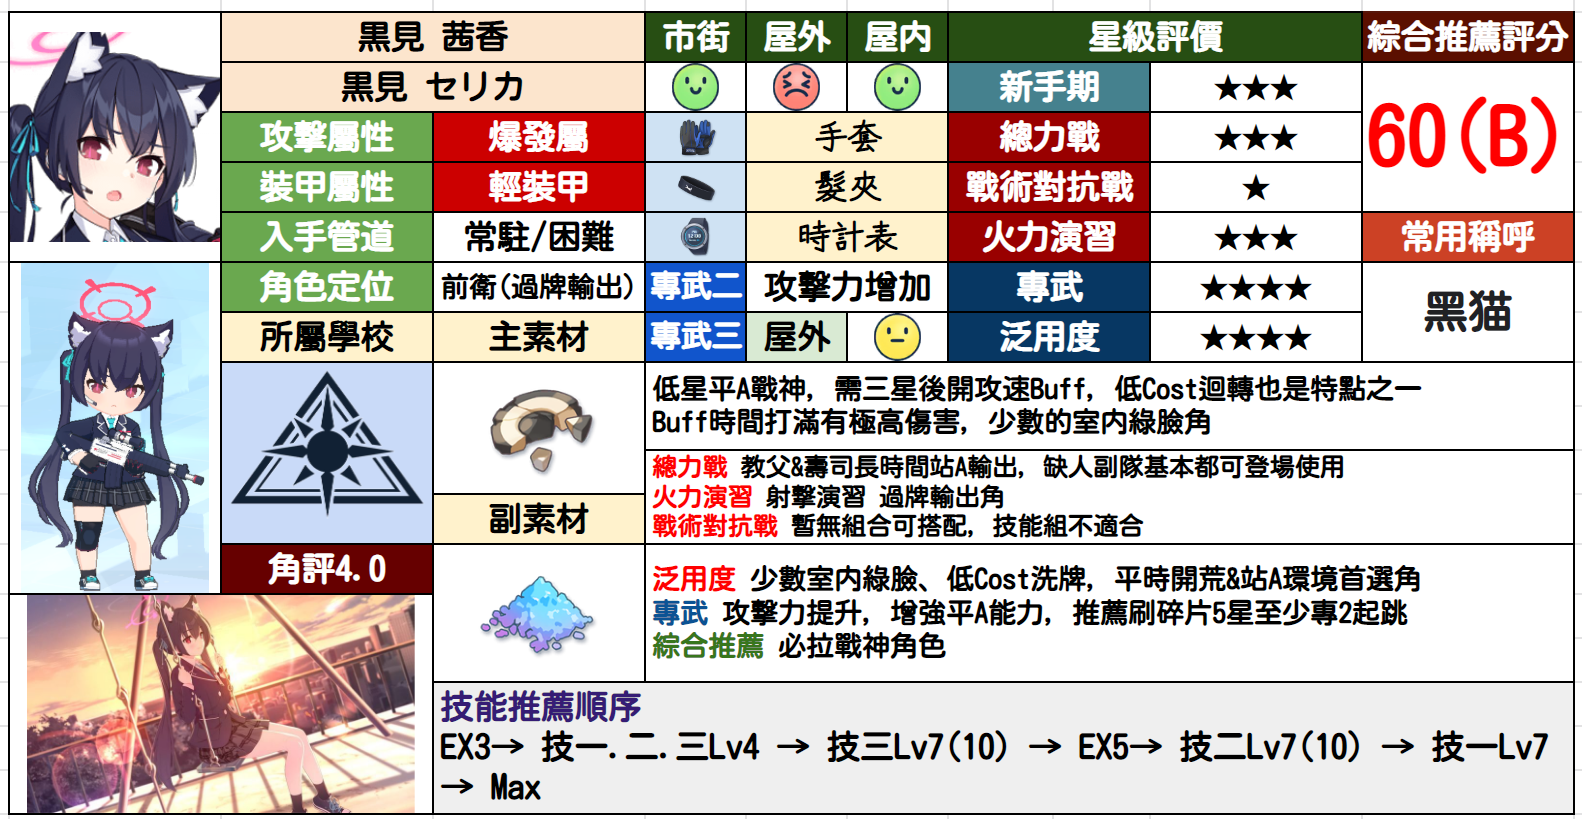 黒見 茜香 市街 屋外 屋內 星級評價 綜合推薦評分
黒見 セリカ 新手期 ★★★ 60(B)
攻擊屬性 爆發屬 手套 總力戰 ★★★
裝甲屬性 輕裝甲 髮夾 戰術對抗戰 ★
入手管道 常駐/困難 時計表 火力演習 ★★★ 常用稱呼
角色定位 前衛(過牌輸出) 專武二 攻擊力增加 專武 ★★★★ 黑猫
所屬學校 主素材 專武三 屋外 泛用度 ★★★★
低星平A戰神, 需三星後開攻速Buff, 低Cost迴轉也是特點之一
Buff時間打滿有極高傷害, 少數的室內綠臉角
總力戰 教父&壽司長時間站A輸出, 缺人副隊基本都可登場使用
火力演習 射擊演習 過牌輸出角
戰術對抗戰 暫無組合可搭配, 技能組不適合
副素材
角評4.0
泛用度 少數室內綠臉、低Cost洗牌, 平時開荒&站A環境首選角
專武 攻擊力提升, 增強平A能力, 推薦刷碎片5星至少專2起跳
綜合推薦 必拉戰神角色
技能推薦順序
EX3→ 技一.二.三Lv4 → 技三Lv7(10) → EX5→ 技二Lv7(10) → 技一Lv7
→ Max